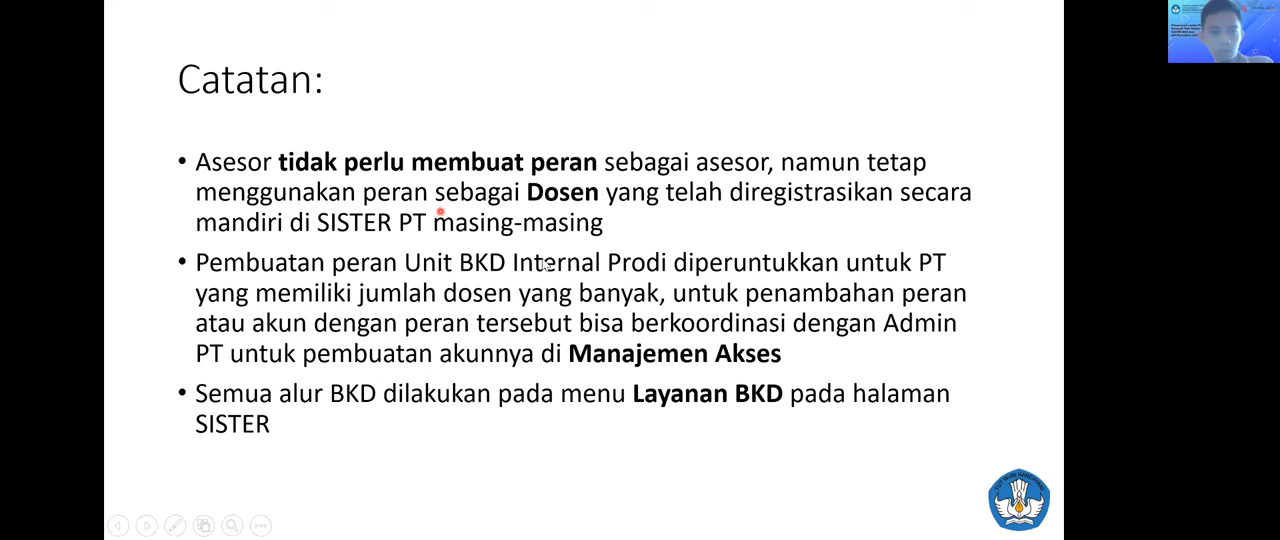 Catatan:
• Asesor tidak perlu membuat peran sebagai asesor, namun tetap
menggunakan peran sebagai Dosen yang telah diregistrasikan secara
mandiri di SISTER PT masing-masing
• Pembuatan peran Unit BKD Internal Prodi diperuntukkan untuk PT
yang memiliki jumlah dosen yang banyak, untuk penambahan peran
atau akun dengan peran tersebut bisa berkoordinasi dengan Admin
PT untuk pembuatan akunnya di Manajemen Akses
• Semua alur BKD dilakukan pada menu Layanan BKD pada halaman
SISTER
TUT WURI HANDAYANI